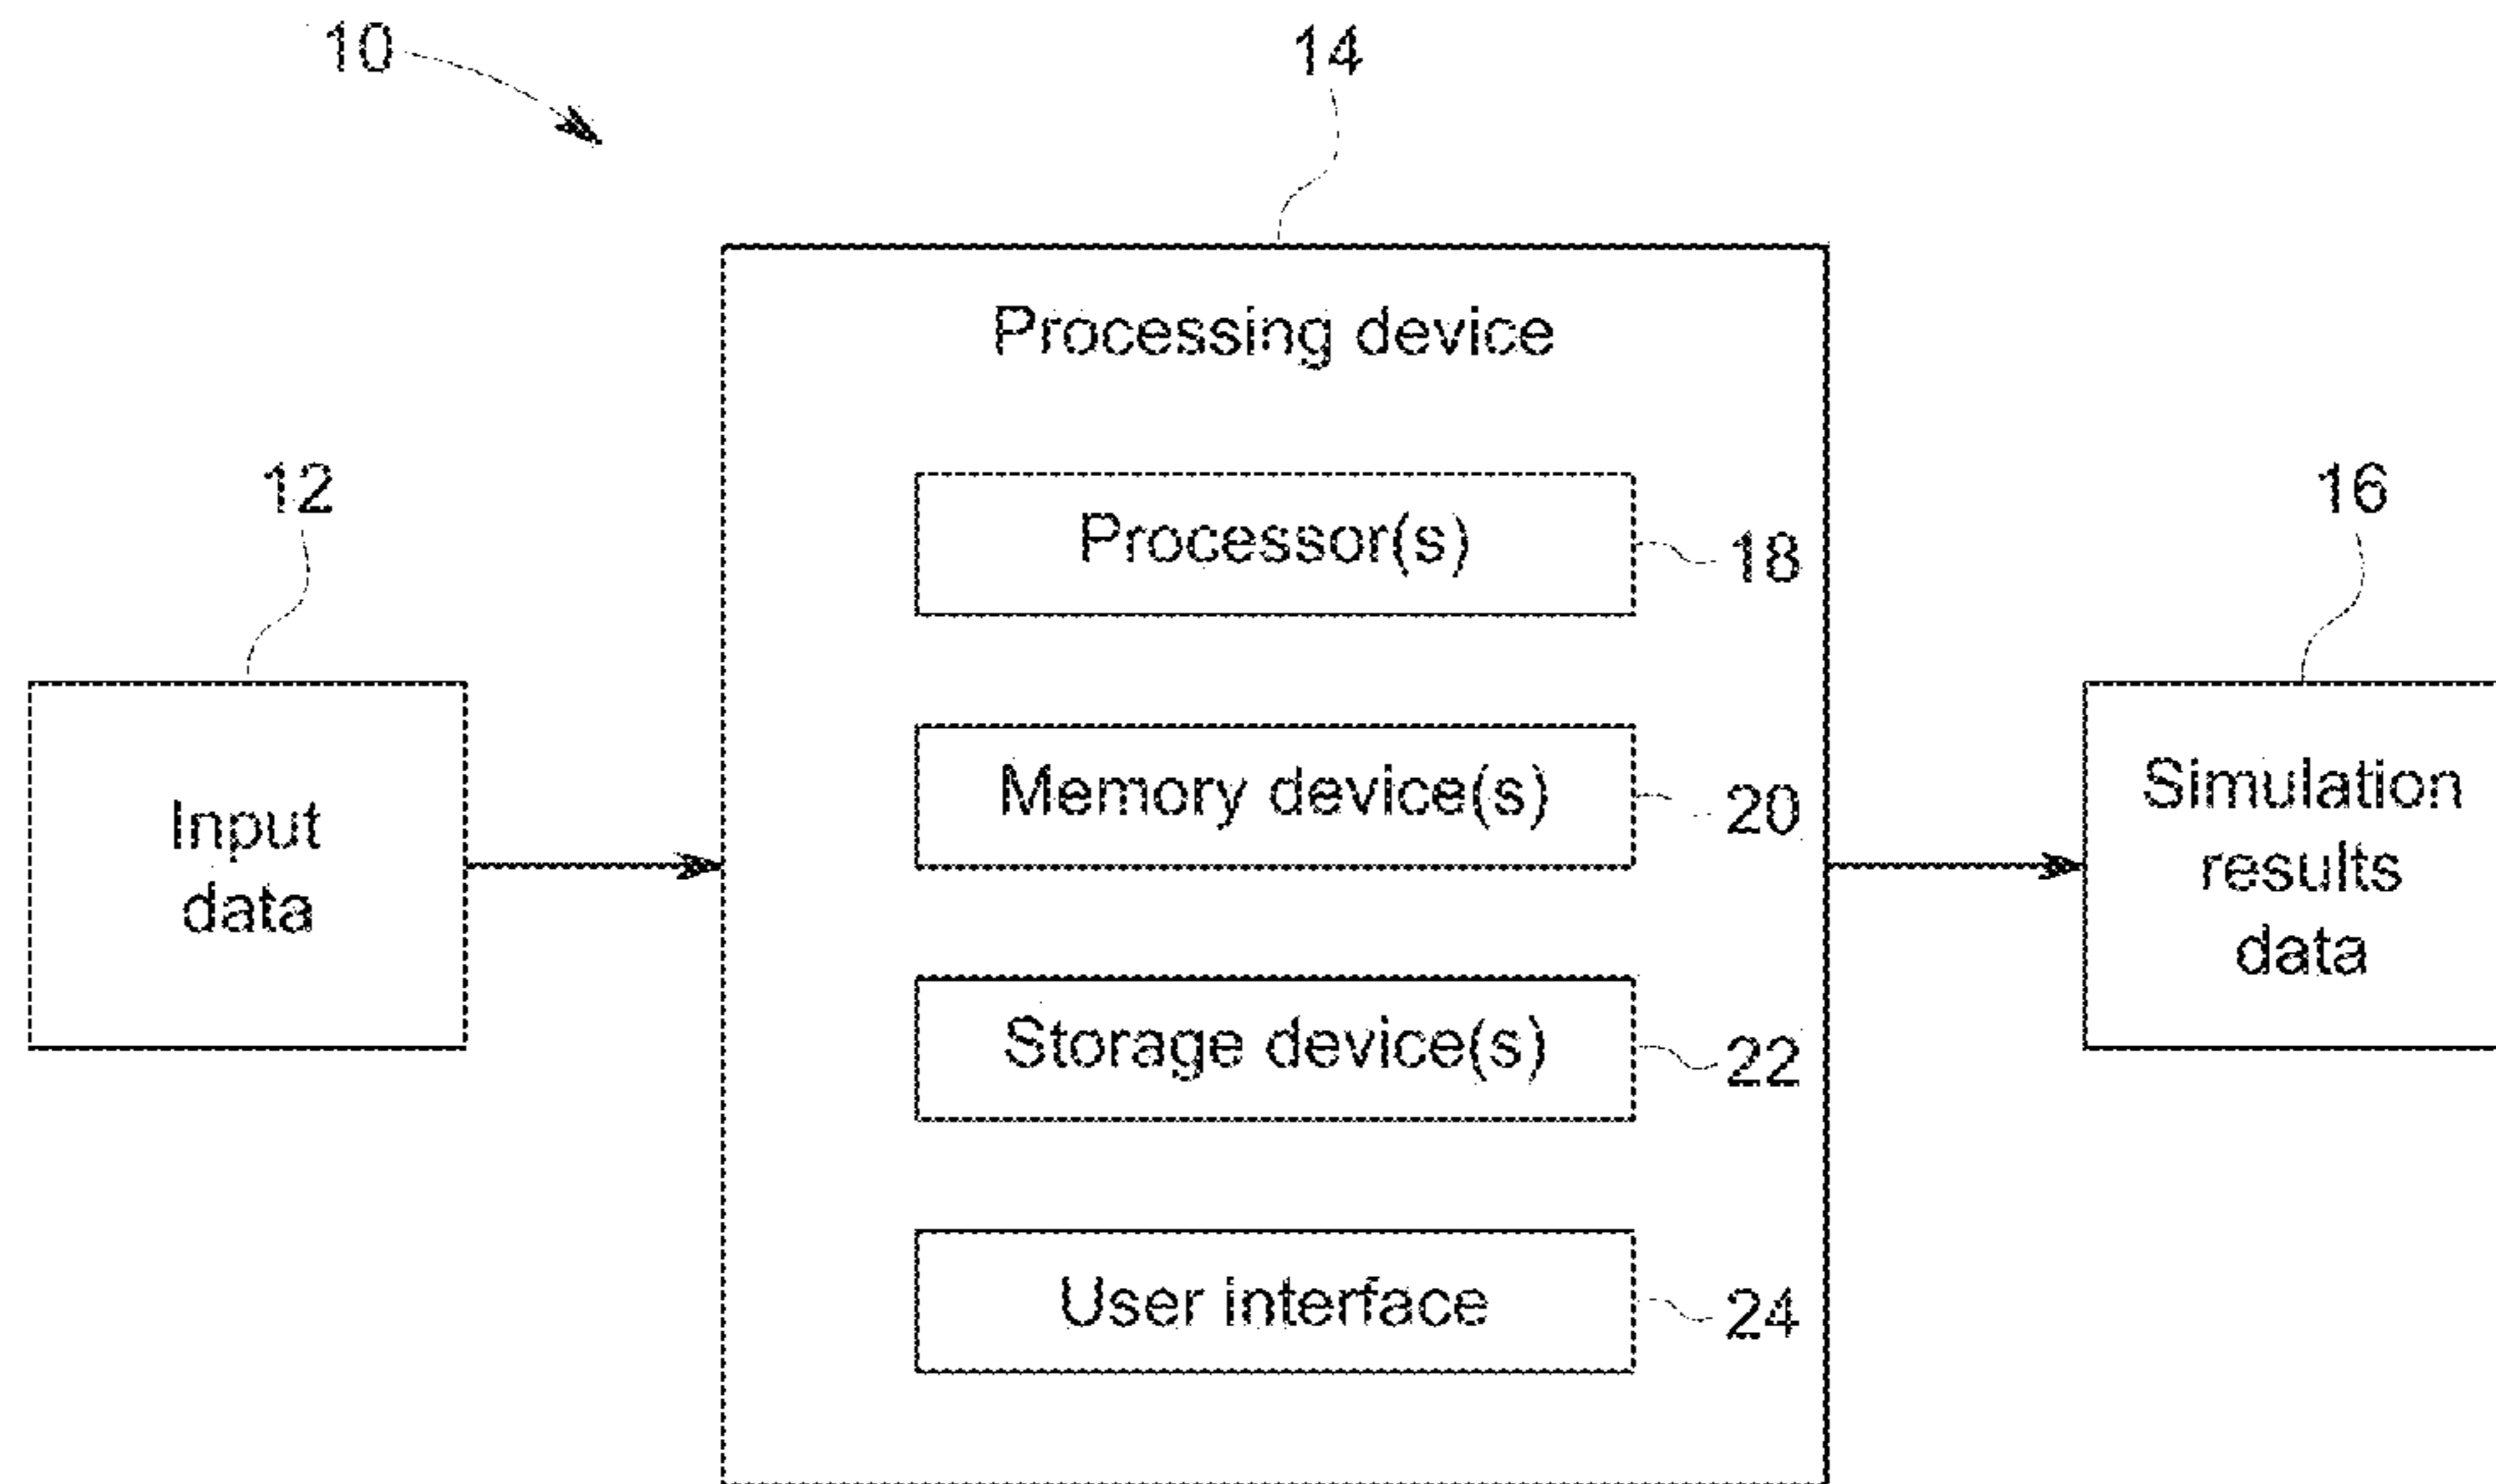 10
14
Processing device
12
16
Processor(s)
18
Memory device(s)
20
Input
data
Simulation
results
data
Storage device(s)
22
User interface
24